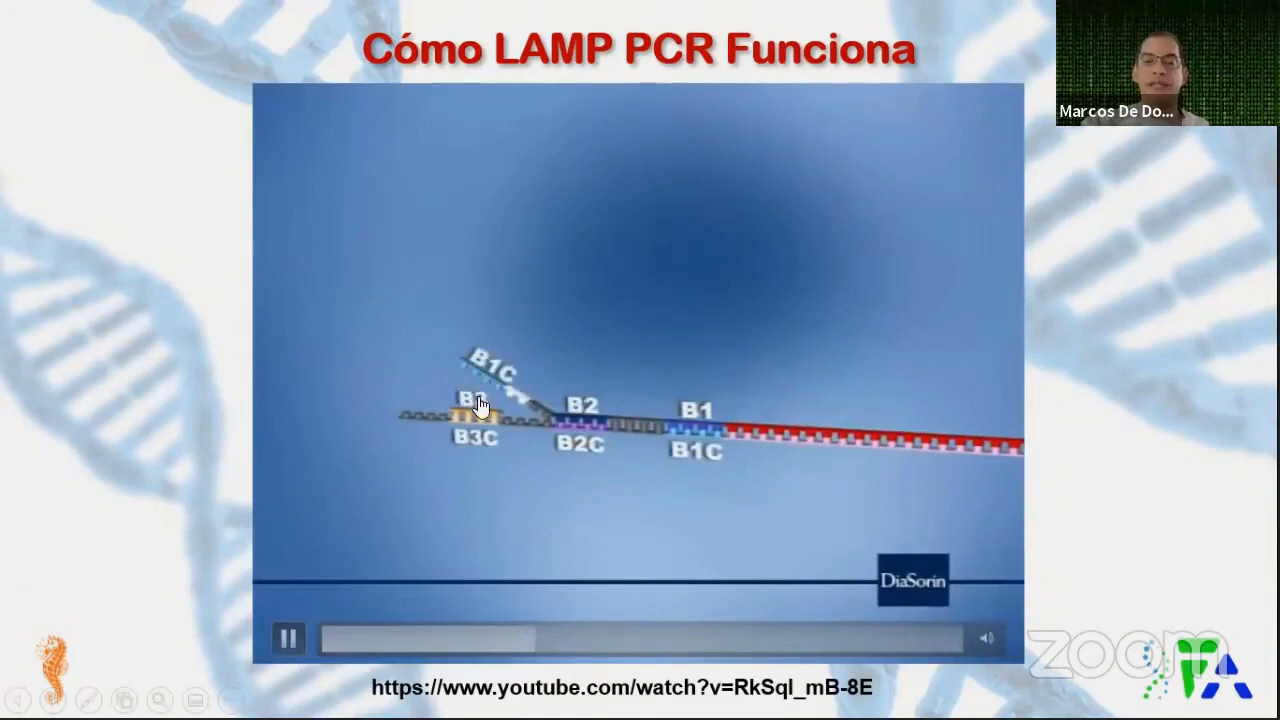 Cómo LAMP PCR Funciona
Marcos De Do...
B1C
B2 B1
B3C B2C B1C
DiaSorin
zoom
https://www.youtube.com/watch?v=RkSqI_mB-8E